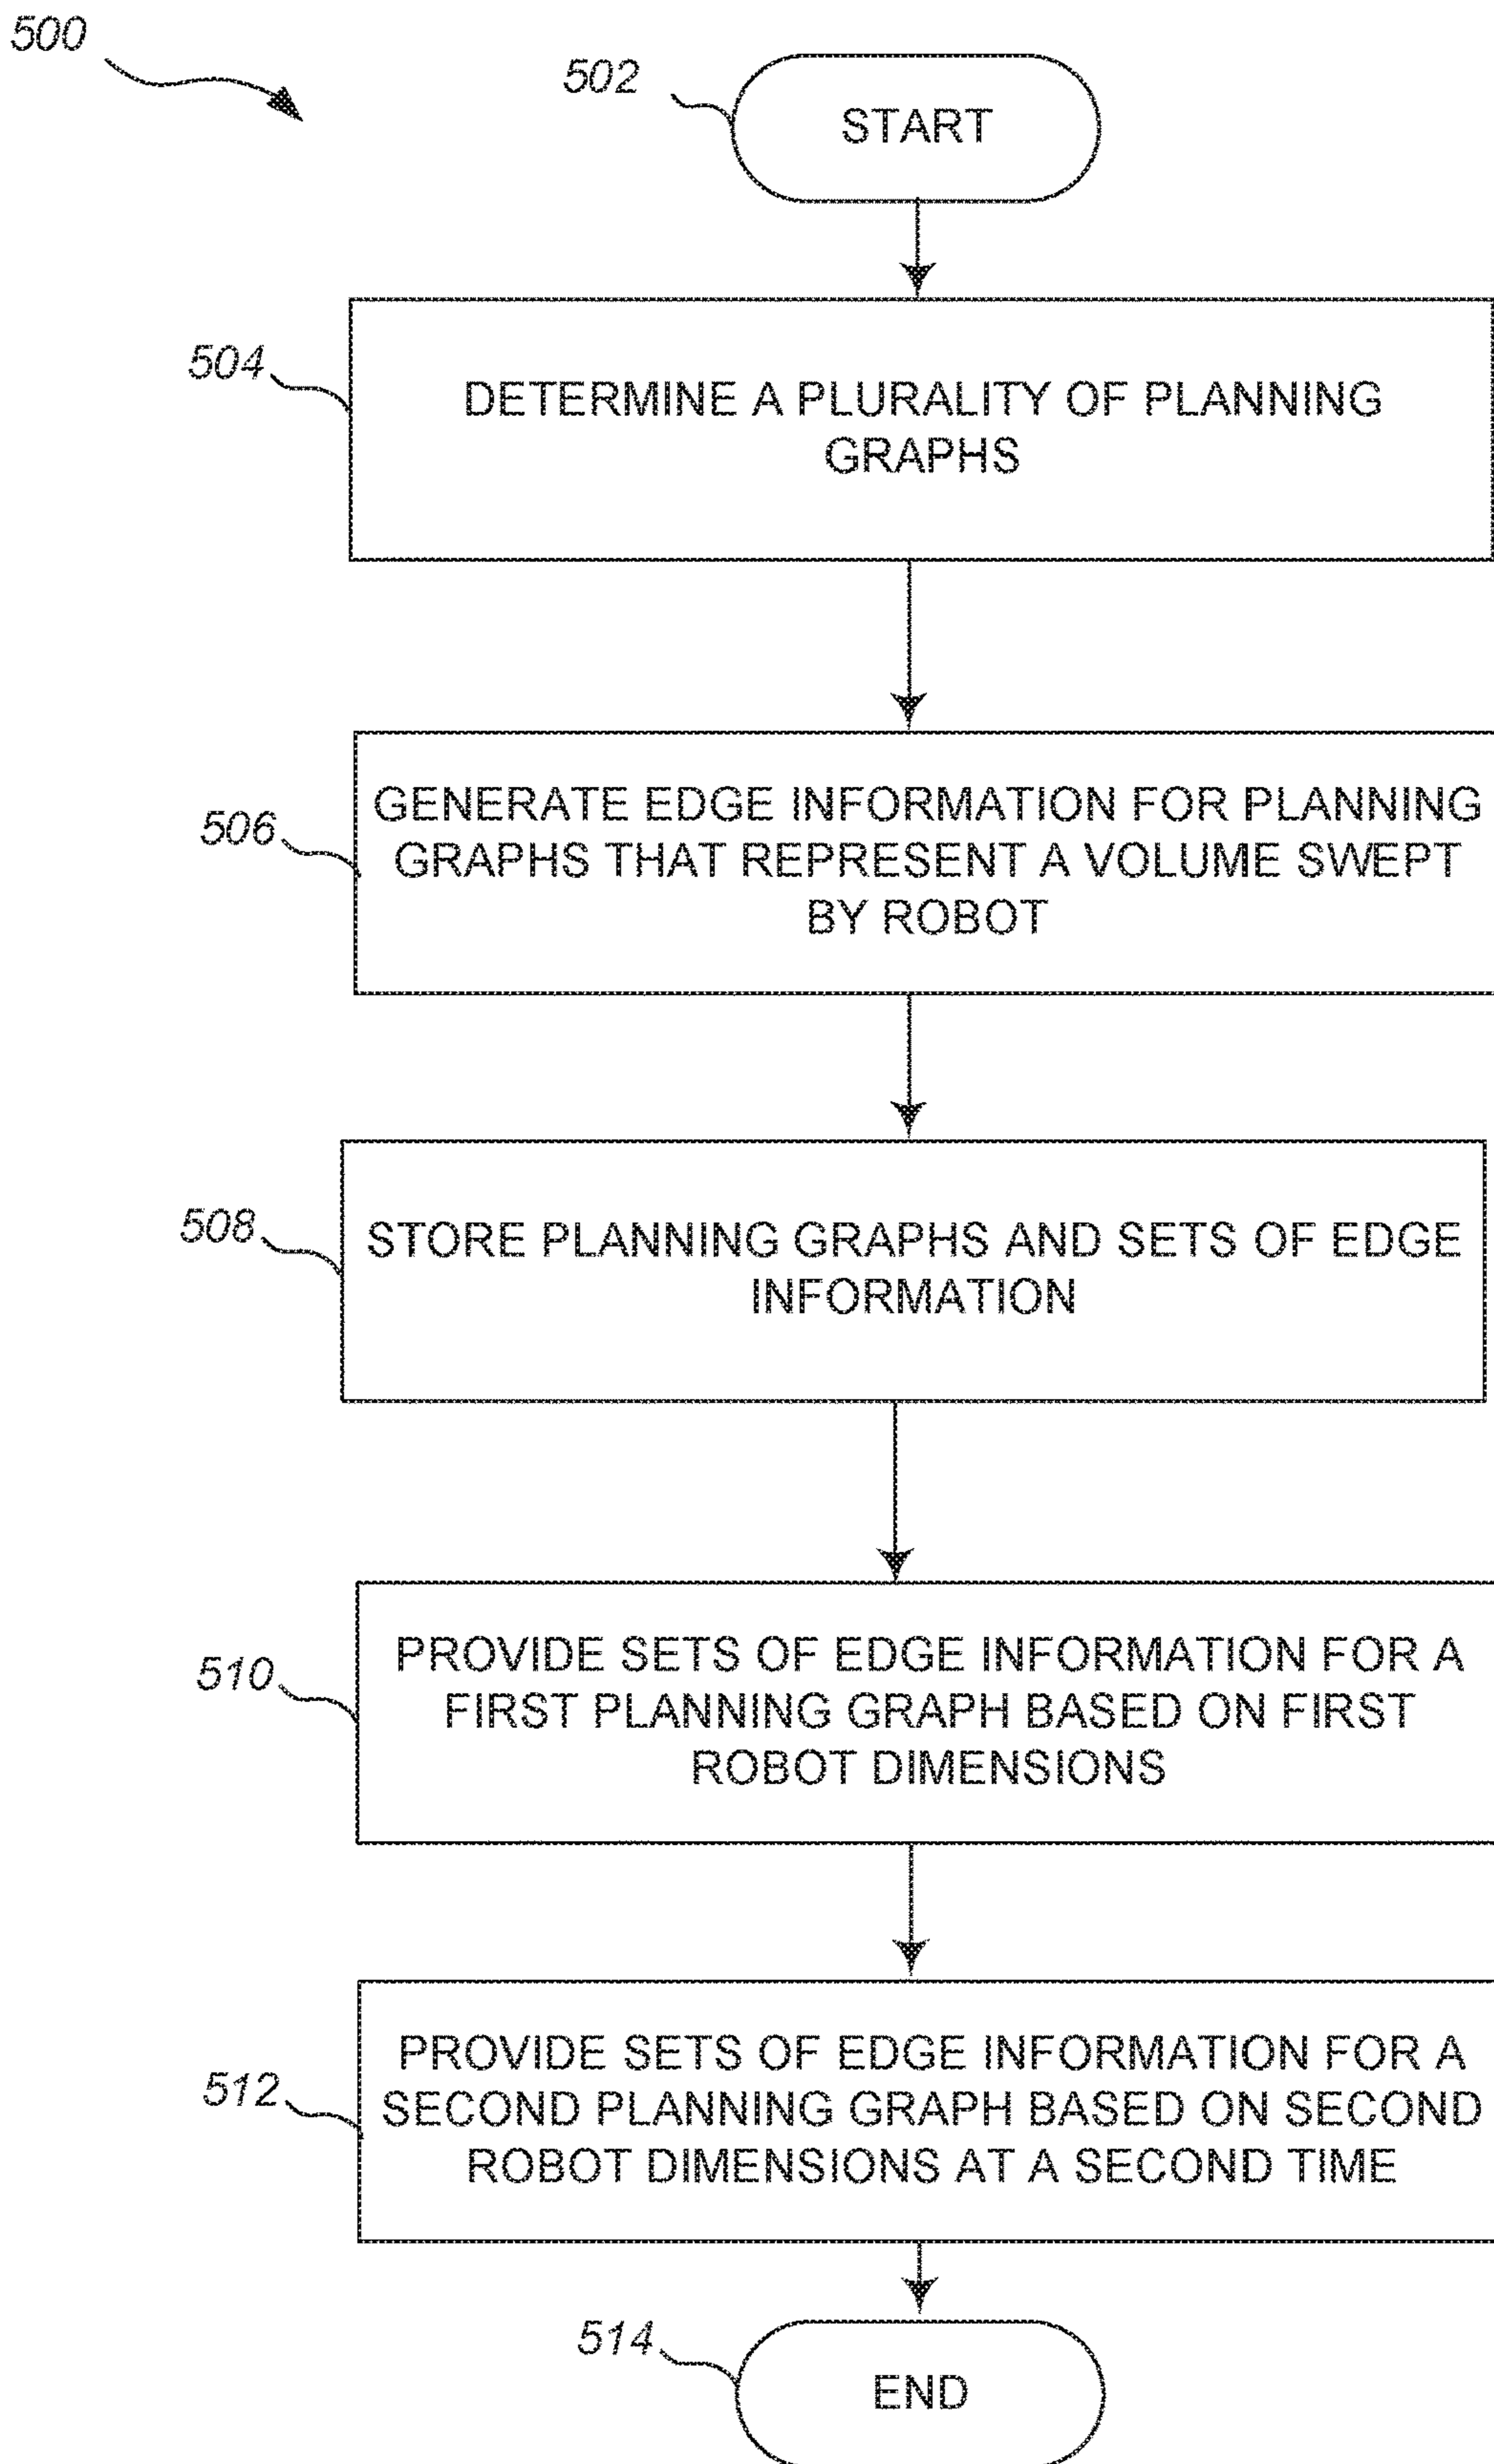 500
502
START
504
DETERMINE A PLURALITY OF PLANNING
GRAPHS
506
GENERATE EDGE INFORMATION FOR PLANNING
GRAPHS THAT REPRESENT A VOLUME SWEPT
BY ROBOT
508
STORE PLANNING GRAPHS AND SETS OF EDGE
INFORMATION
510
PROVIDE SETS OF EDGE INFORMATION FOR A
FIRST PLANNING GRAPH BASED ON FIRST
ROBOT DIMENSIONS
512
PROVIDE SETS OF EDGE INFORMATION FOR A
SECOND PLANNING GRAPH BASED ON SECOND
ROBOT DIMENSIONS AT A SECOND TIME
514
END